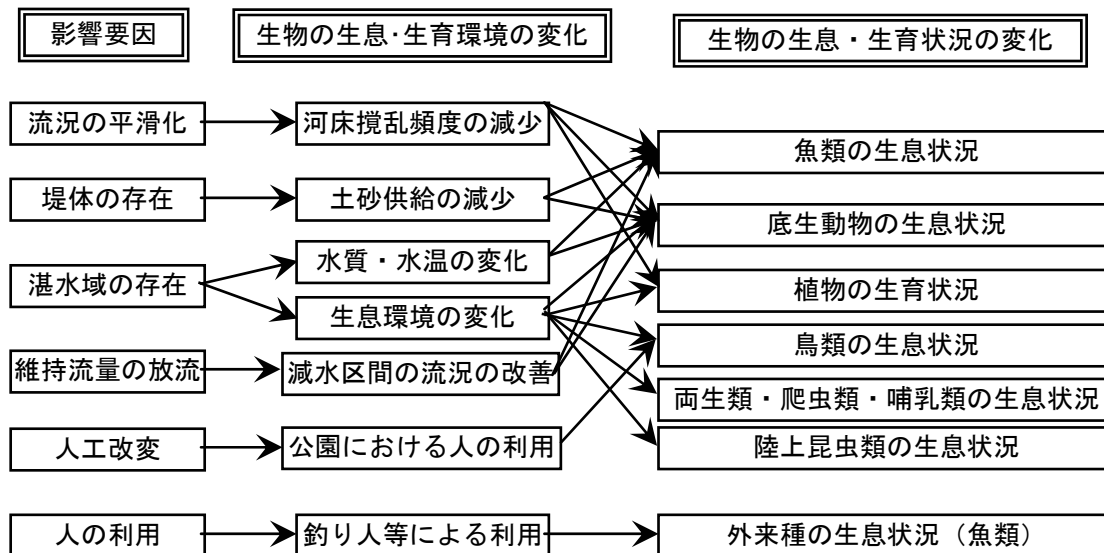 影響要因
生物の生息･生育環境の変化
生物の生息・生育状況の変化
流況の平滑化
河床撹乱頻度の減少
魚類の生息状況
堤体の存在
土砂供給の減少
底生動物の生息状況
湛水域の存在
水質・水温の変化
植物の生育状況
生息環境の変化
鳥類の生息状況
維持流量の放流
減水区間の流況の改善
両生類・爬虫類・哺乳類の生息状況
人工改変
公園における人の利用
陸上昆虫類の生息状況
人の利用
釣り人等による利用
外来種の生息状況（魚類）